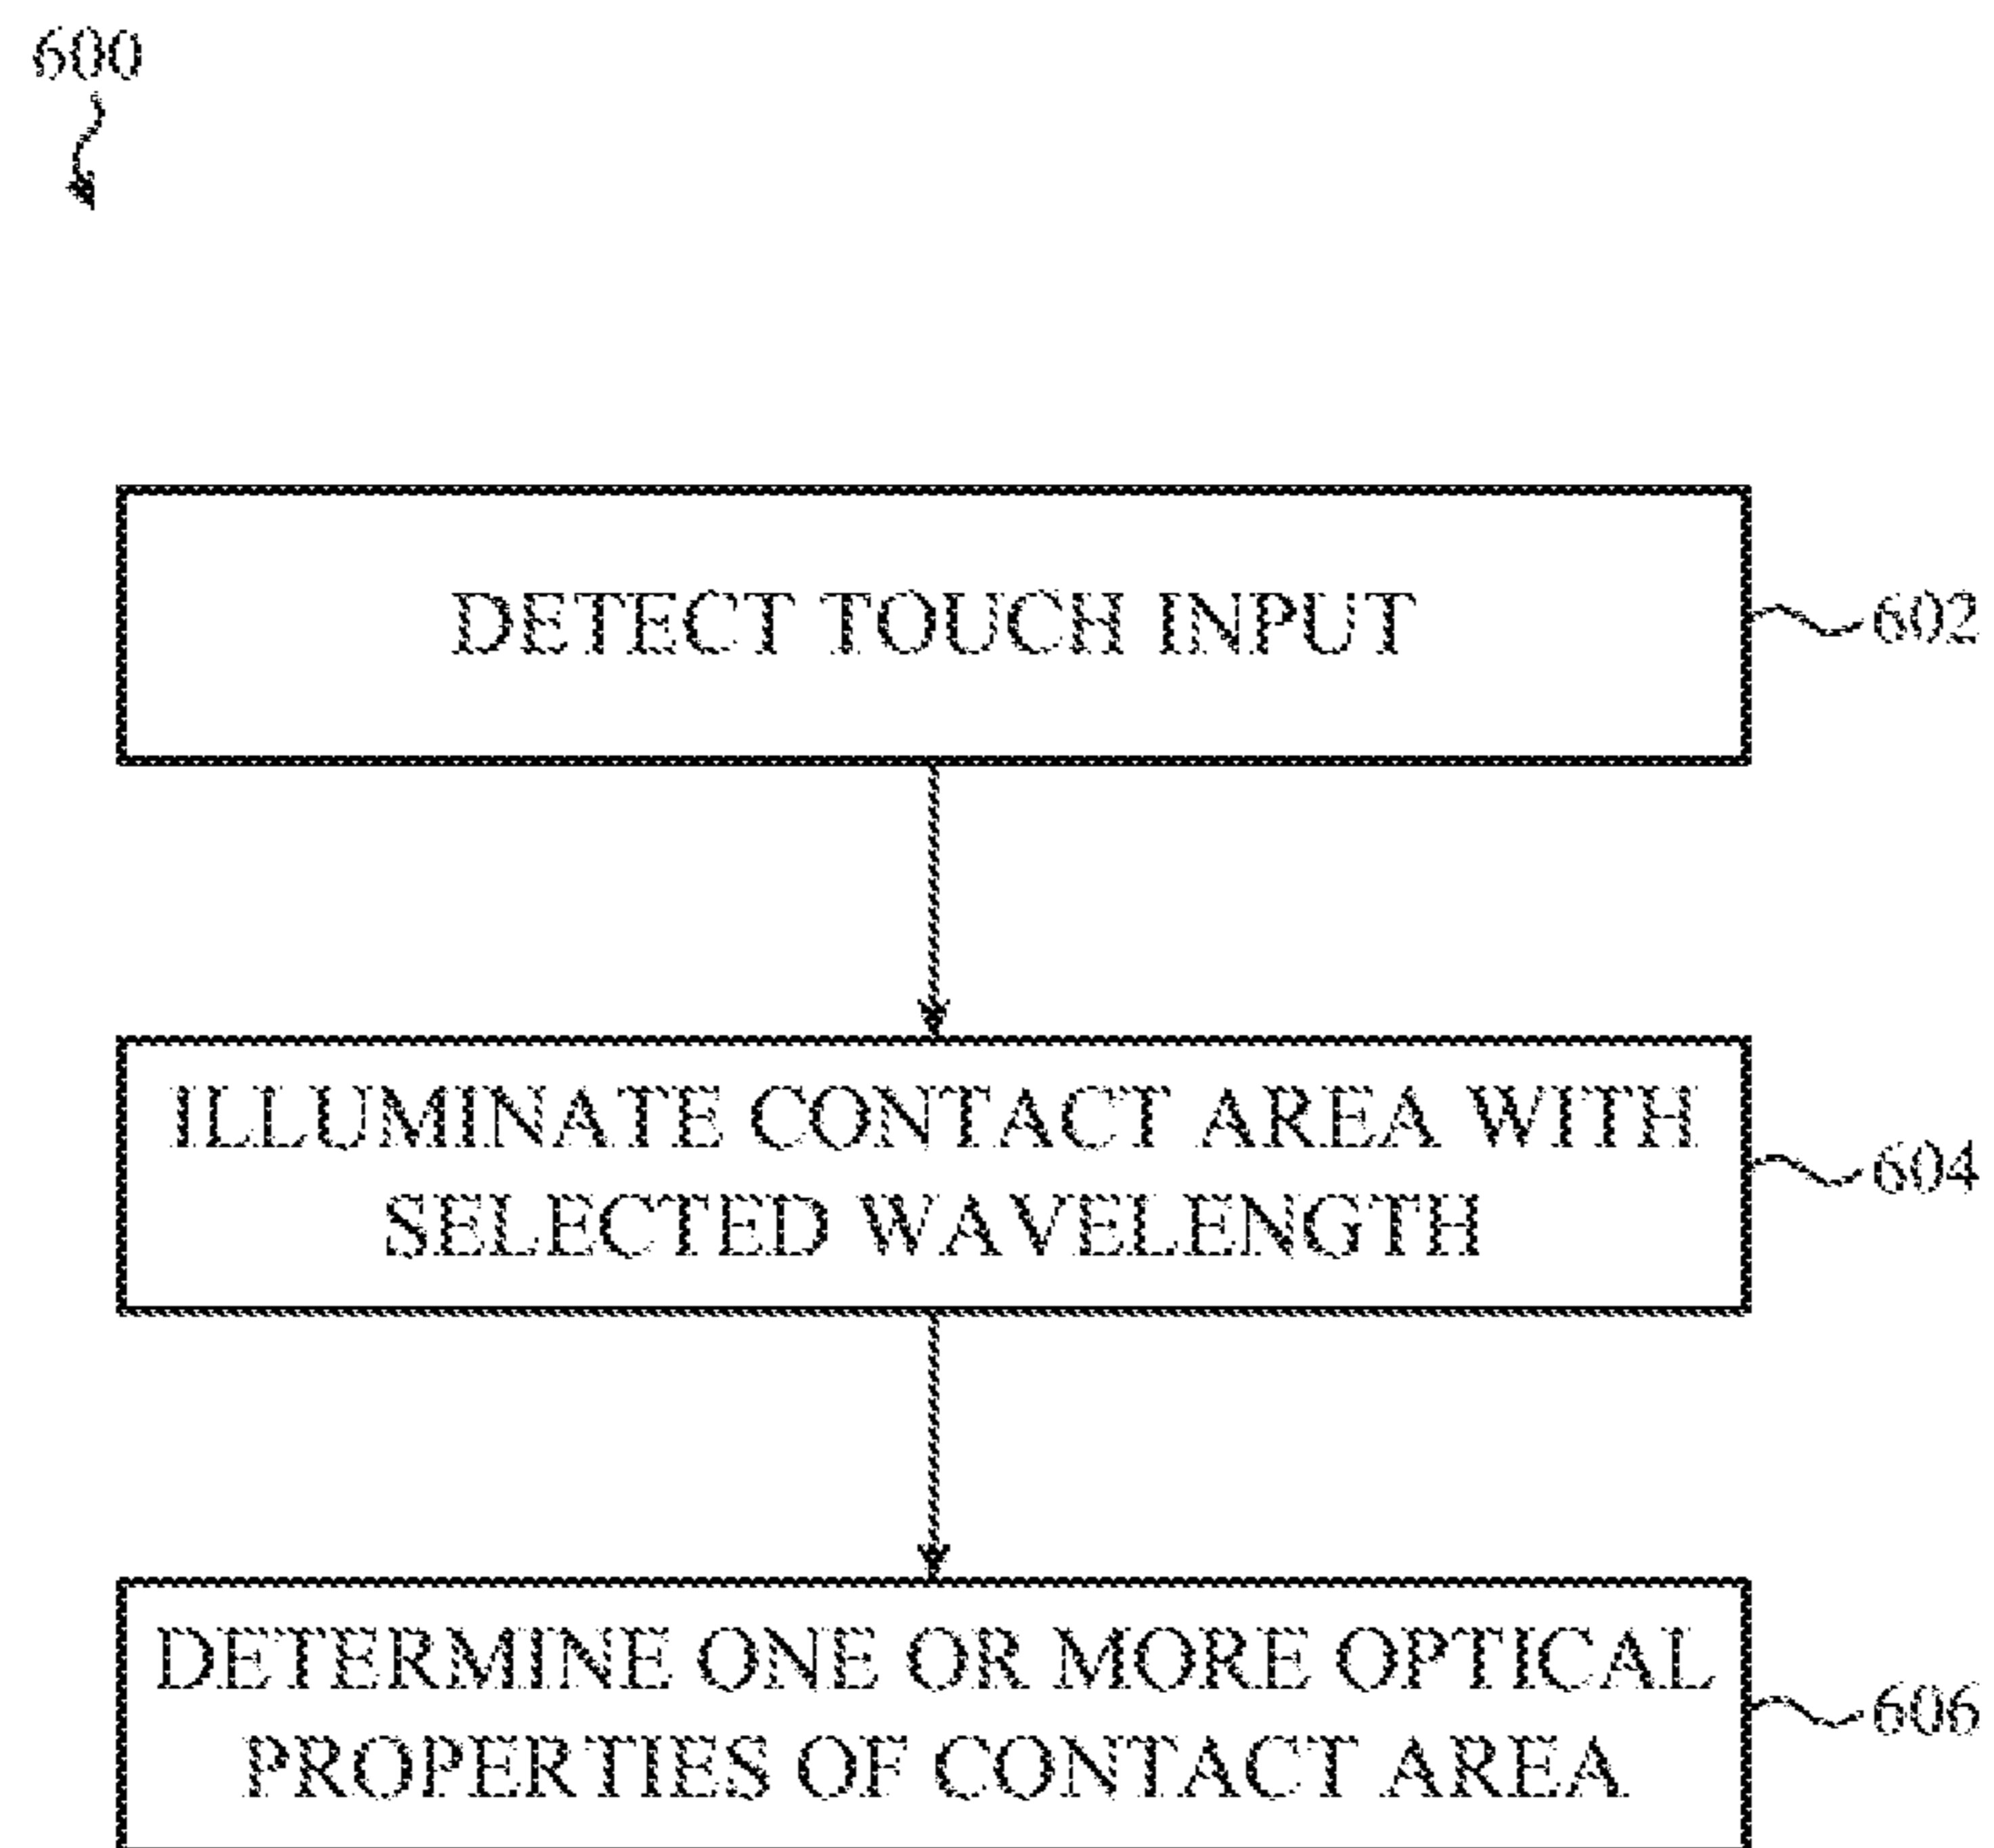 600
DETECT TOUCH INPUT
602
ILLUMINATE CONTACT AREA WITH
SELECTED WAVELENGTH
604
DETERMINE ONE OR MORE OPTICAL
PROPERTIES OF CONTACT AREA
606